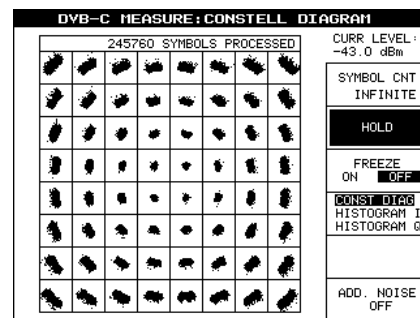 DVB-C MEASURE:CONSTELL DIAGRAM
245760 SYMBOLS PROCESSED
CURR LEVEL:
-43.0 dBm
SYMBOL CNT
INFINITE
HOLD
FREEZE
ON OFF
CONST DIAG
HISTOGRAM I
HISTOGRAM Q
ADD. NOISE
OFF